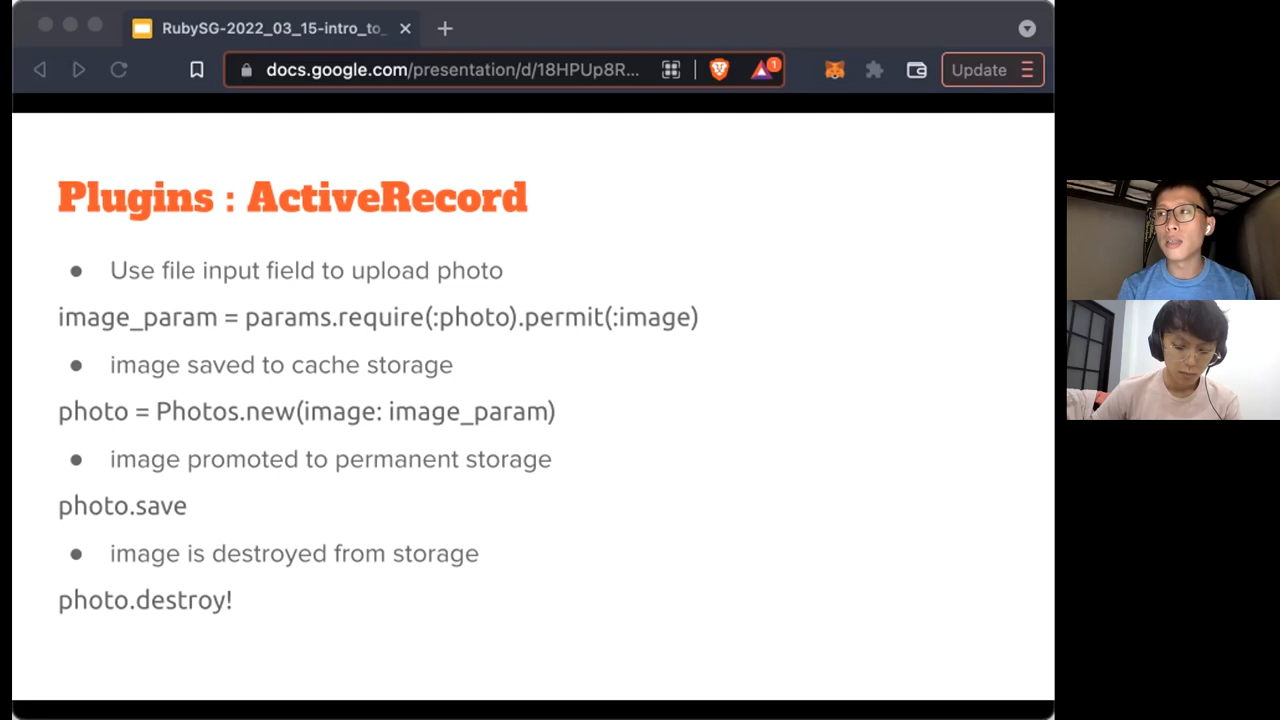 RubySG-2022_03_15-intro_to_
docs.google.com/presentation/d/18HPUp8R...
1
Update
Plugins : ActiveRecord
● Use file input field to upload photo
image_param = params.require(:photo).permit(:image)
● image saved to cache storage
photo = Photos.new(image: image_param)
● image promoted to permanent storage
photo.save
● image is destroyed from storage
photo.destroy!